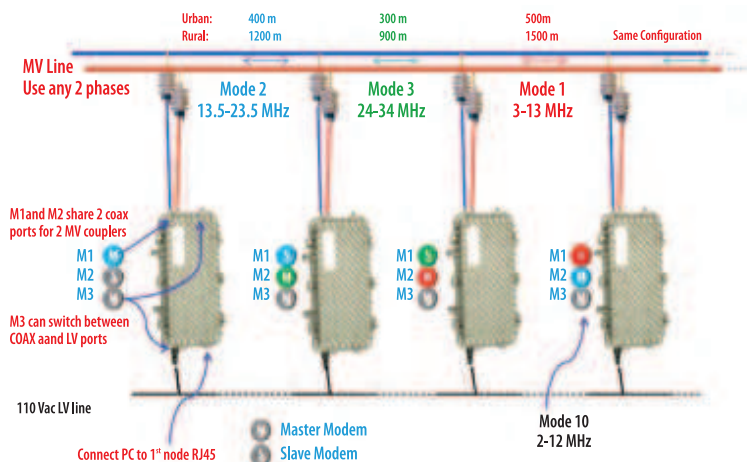 Urban: 400 m 300 m 500m
Rural: 1200 m 900 m 1500 m Same Configuration
MV Line
Use any 2 phases
Mode 2
13.5-23.5 MHz
Mode 3
24-34 MHz
Mode 1
3-13 MHz
M1and M2 share 2 coax
ports for 2 MV couplers
M1
M2
M3
M1
M2
M3
M1
M2
M3
M1
M2
M3
M3 can switch between
COAX aand LV ports
110 Vac LV line
Mode 10
2-12 MHz
Connect PC to 1st node RJ45
Master Modem
Slave Modem